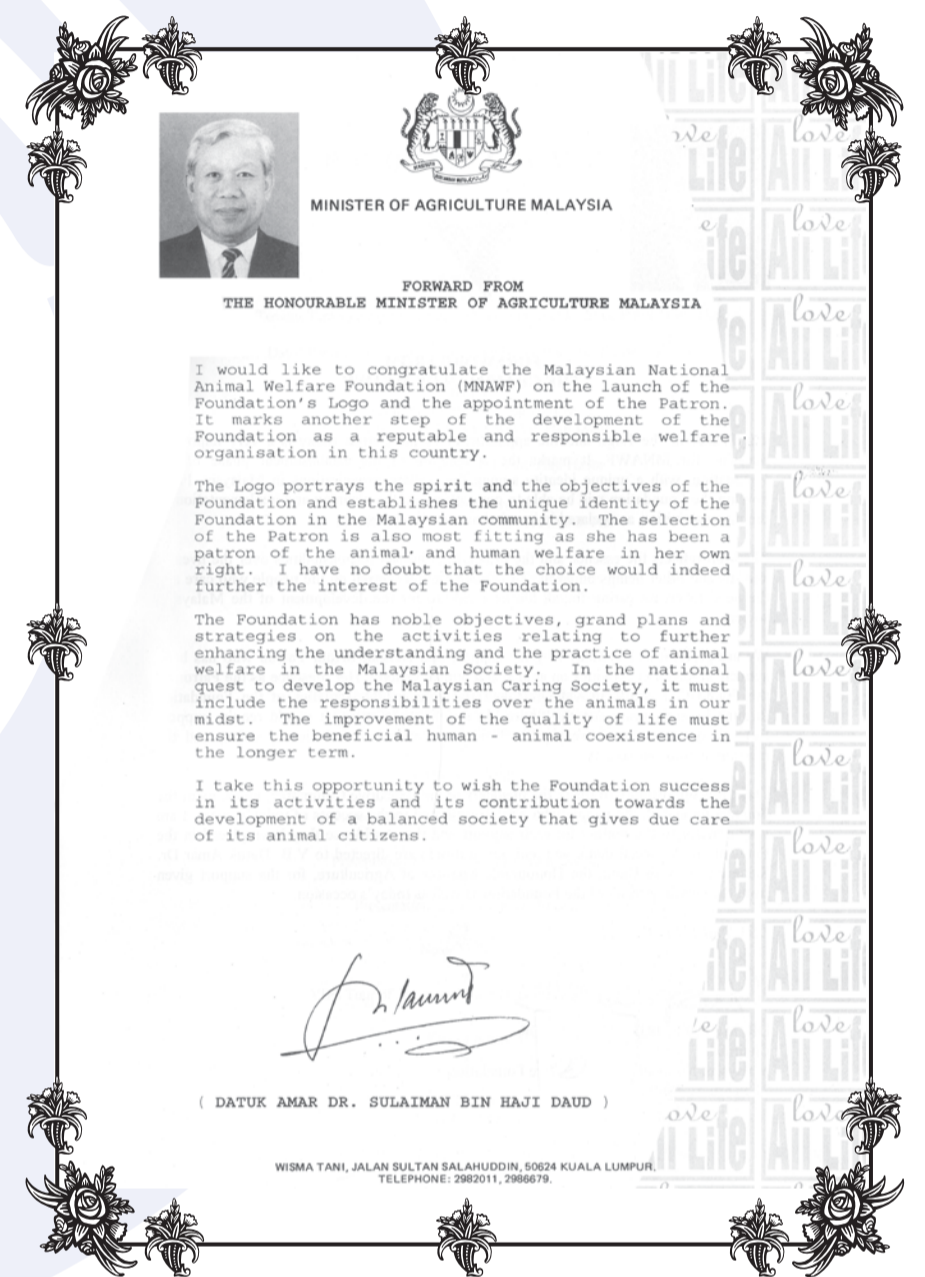 MINISTER OF AGRICULTURE MALAYSIA
FORWARD FROM
THE HONOURABLE MINISTER OF AGRICULTURE MALAYSIA
I would like to congratulate the Malaysian National
Animal Welfare Foundation (MNAWF) on the launch of the
Foundation's Logo and the appointment of the Patron.
It marks another step of the development of the
Foundation as a reputable and responsible welfare
organisation in this country.
The Logo portrays the spirit and the objectives of the
Foundation and establishes the unique identity of the
Foundation in the Malaysian community. The selection
of the Patron is also most fitting as she has been a
patron of the animal and human welfare in her own
right. I have no doubt that the choice would indeed
further the interest of the Foundation.
The Foundation has noble objectives, grand plans and
strategies on the activities relating to further
enhancing the understanding and the practice of animal
welfare in the Malaysian Society. In the national
quest to develop the Malaysian Caring Society, it must
include the responsibilities over the animals in our
midst. The improvement of the quality of life must
ensure the beneficial human - animal coexistence in
the longer term.
I take this opportunity to wish the Foundation success
in its activities and its contribution towards the
development of a balanced society that gives due care
of its animal citizens.
( DATUK AMAR DR. SULAIMAN BIN HAJI DAUD )
WISMA TANI, JALAN SULTAN SALAHUDDIN, 50624 KUALA LUMPUR.
TELEPHONE: 2982011, 2986679.
love
All Life